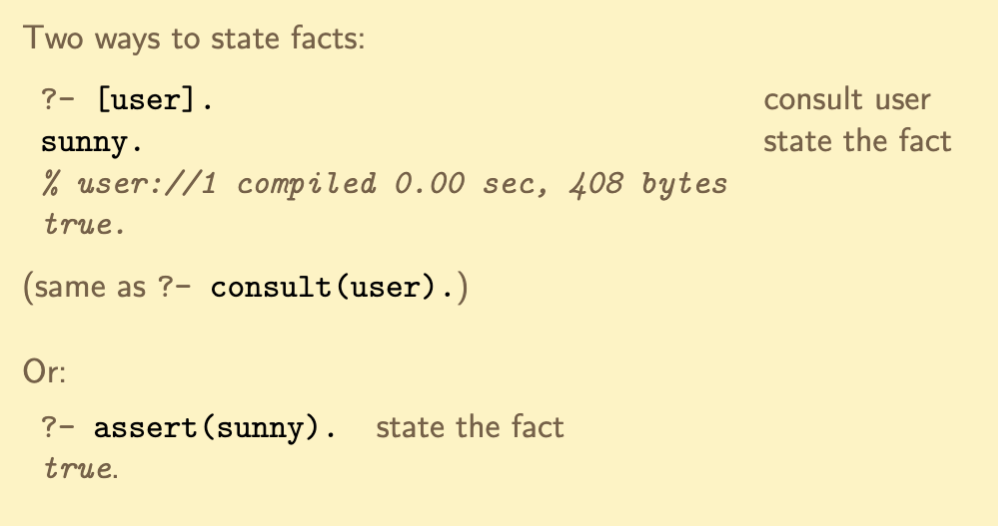 Two ways to state facts:
?- [user]. consult user
sunny. state the fact
% user://1 compiled 0.00 sec, 408 bytes
true.
(same as ?- consult(user).)
Or:
?- assert(sunny). state the fact
true.